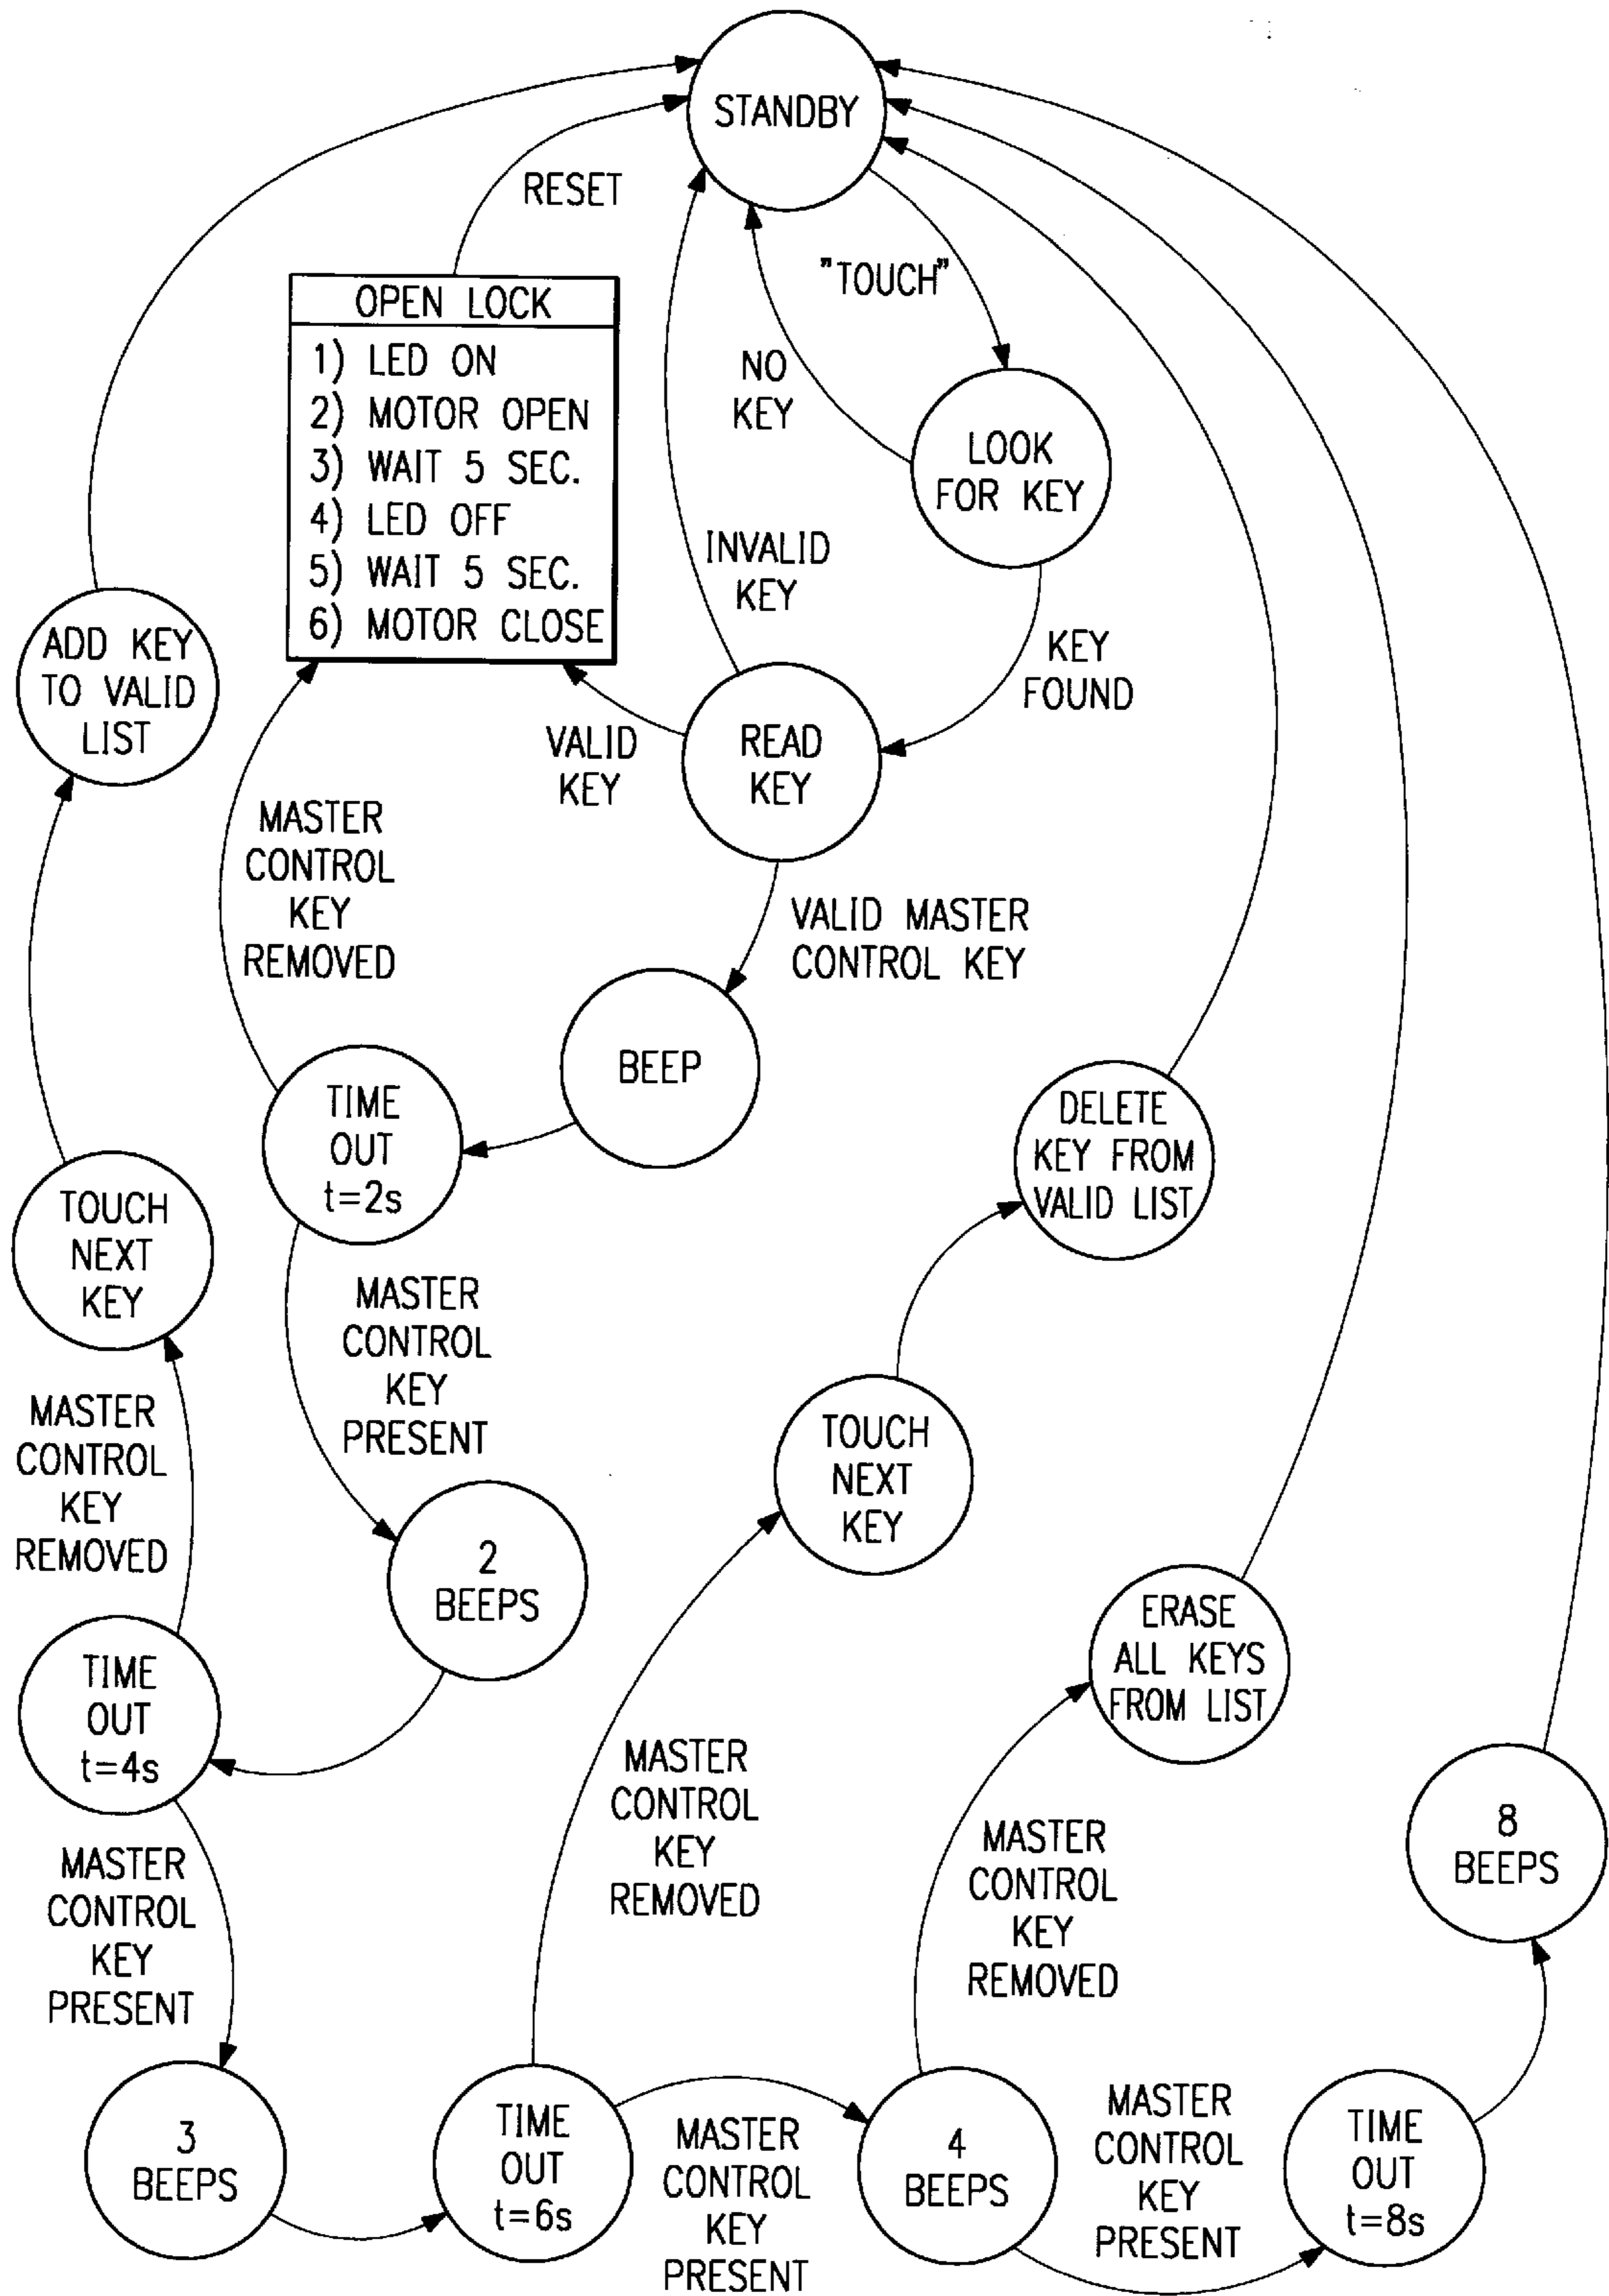 STANDBY
RESET
"TOUCH"
OPEN LOCK
1) LED ON
2) MOTOR OPEN
3) WAIT 5 SEC.
4) LED OFF
5) WAIT 5 SEC.
6) MOTOR CLOSE
NO
KEY
LOOK
FOR KEY
INVALID
KEY
KEY
FOUND
ADD KEY
TO VALID
LIST
VALID
KEY
READ
KEY
MASTER
CONTROL
KEY
REMOVED
VALID MASTER
CONTROL KEY
BEEP
TIME
OUT
t=2s
DELETE
KEY FROM
VALID LIST
TOUCH
NEXT
KEY
MASTER
CONTROL
KEY
PRESENT
MASTER
CONTROL
KEY
REMOVED
TOUCH
NEXT
KEY
2
BEEPS
ERASE
ALL KEYS
FROM LIST
TIME
OUT
t=4s
MASTER
CONTROL
KEY
REMOVED
MASTER
CONTROL
KEY
REMOVED
8
BEEPS
MASTER
CONTROL
KEY
PRESENT
3
BEEPS
TIME
OUT
t=6s
MASTER
CONTROL
KEY
PRESENT
4
BEEPS
MASTER
CONTROL
KEY
PRESENT
TIME
OUT
t=8s